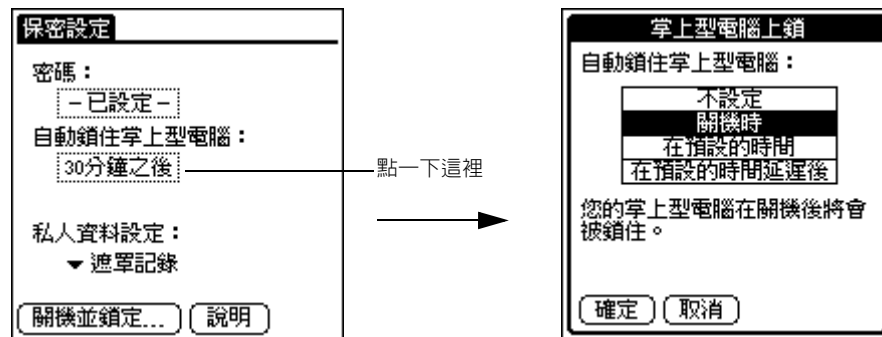 保密設定
密碼：
－已設定－
自動鎖住掌上型電腦：
30分鐘之後
點一下這裡
私人資料設定：
遮罩記錄
關機並鎖定...
說明
掌上型電腦上鎖
自動鎖住掌上型電腦：
不設定
關機時
在預設的時間
在預設的時間延遲後
您的掌上型電腦在關機後將會
被鎖住。
確定
取消